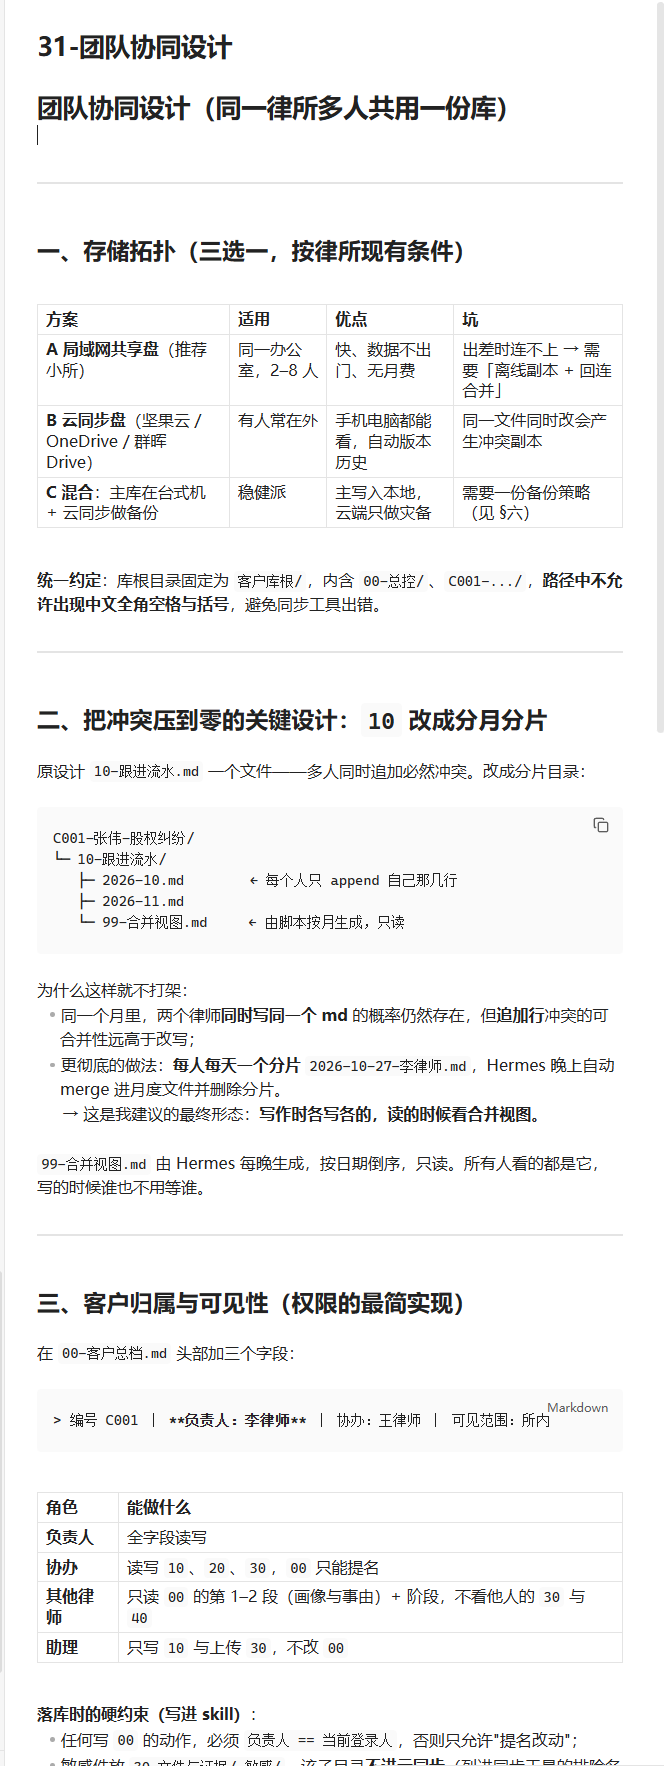 31-团队协同设计
团队协同设计（同一律所多人共用一份库）
一、存储拓扑（三选一，按律所现有条件）
方案 适用 优点 坑
A 局域网共享盘（推荐小所） 同一办公室，2–8 人 快、数据不出门、无月费 出差时连不上 → 需要「离线副本 + 回连合并」
B 云同步盘（坚果云 / OneDrive / 群晖 Drive） 有人常在外 手机电脑都能看，自动版本历史 同一文件同时改会产生冲突副本
C 混合：主库在台式机 + 云同步做备份 稳健派 主写入本地，云端只做灾备 需要一份备份策略（见 §六）
统一约定：库根目录固定为 客户库根/，内含 00-总控/、C001-.../，路径中不允
许出现中文全角空格与括号，避免同步工具出错。
二、把冲突压到零的关键设计：10 改成分月分片
原设计 10-跟进流水.md 一个文件——多人同时追加必然冲突。改成分片目录：
C001-张伟-股权纠纷/
└─ 10-跟进流水/
├─ 2026-10.md ← 每个人只 append 自己那几行
├─ 2026-11.md
└─ 99-合并视图.md ← 由脚本按月生成，只读
为什么这样就不打架：
• 同一个月里，两个律师同时写同一个 md 的概率仍然存在，但追加行冲突的可
合并性远高于改写；
• 更彻底的做法：每人每天一个分片 2026-10-27-李律师.md，Hermes 晚上自动
merge 进月度文件并删除分片。
→ 这是我建议的最终形态：写作时各写各的，读的时候看合并视图。
99-合并视图.md 由 Hermes 每晚生成，按日期倒序，只读。所有人看的都是它，
写的时候谁也不用等谁。
三、客户归属与可见性（权限的最简实现）
在 00-客户总档.md 头部加三个字段：
Markdown
> 编号 C001 ｜ **负责人：李律师** ｜ 协办：王律师 ｜ 可见范围：所内
角色 能做什么
负责人 全字段读写
协办 读写 10、20、30，00 只能提名
其他律师 只读 00 的第 1–2 段（画像与事由）+ 阶段，不看他人的 30 与 40
助理 只写 10 与上传 30，不改 00
落库时的硬约束（写进 skill）：
• 任何写 00 的动作，必须 负责人 == 当前登录人，否则只允许"提名改动"；